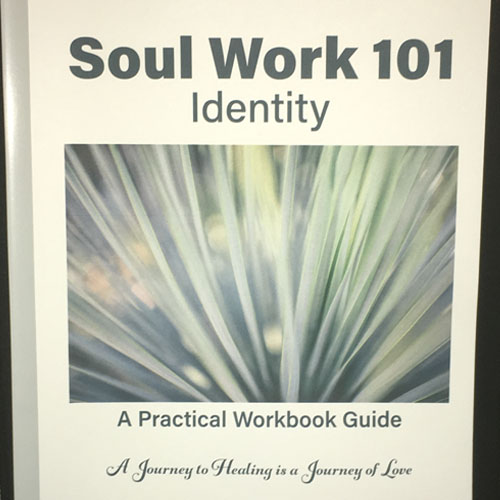 Soul Work 101
Identity
A Practical Workbook Guide
A Journey to Healing is a Journey of Love